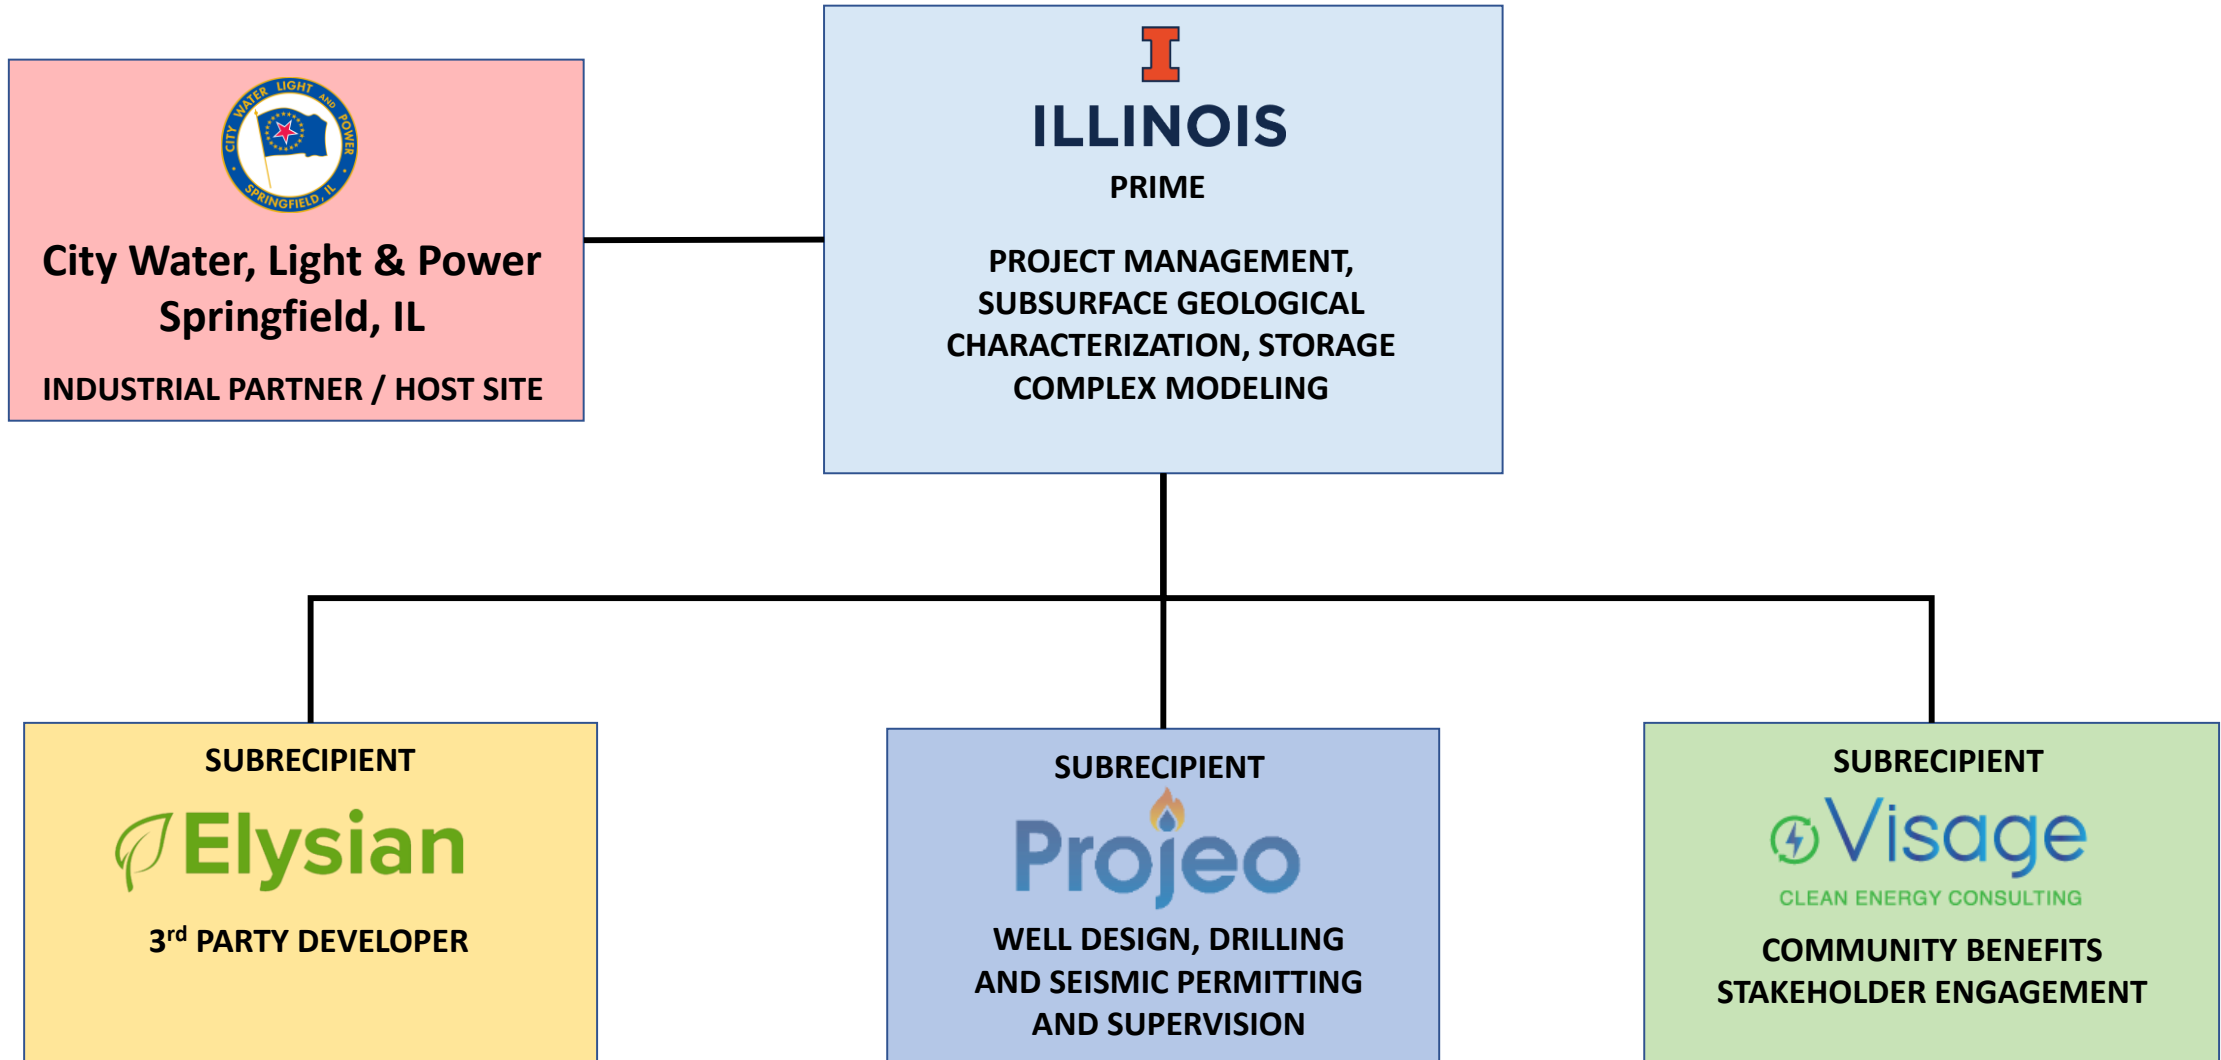 CITY WATER LIGHT AND POWER
SPRINGFIELD, IL
City Water, Light & Power
Springfield, IL
INDUSTRIAL PARTNER / HOST SITE
I
ILLINOIS
PRIME
PROJECT MANAGEMENT,
SUBSURFACE GEOLOGICAL
CHARACTERIZATION, STORAGE
COMPLEX MODELING
SUBRECIPIENT
Elysian
3rd PARTY DEVELOPER
SUBRECIPIENT
Projeo
WELL DESIGN, DRILLING
AND SEISMIC PERMITTING
AND SUPERVISION
SUBRECIPIENT
Visage
CLEAN ENERGY CONSULTING
COMMUNITY BENEFITS
STAKEHOLDER ENGAGEMENT